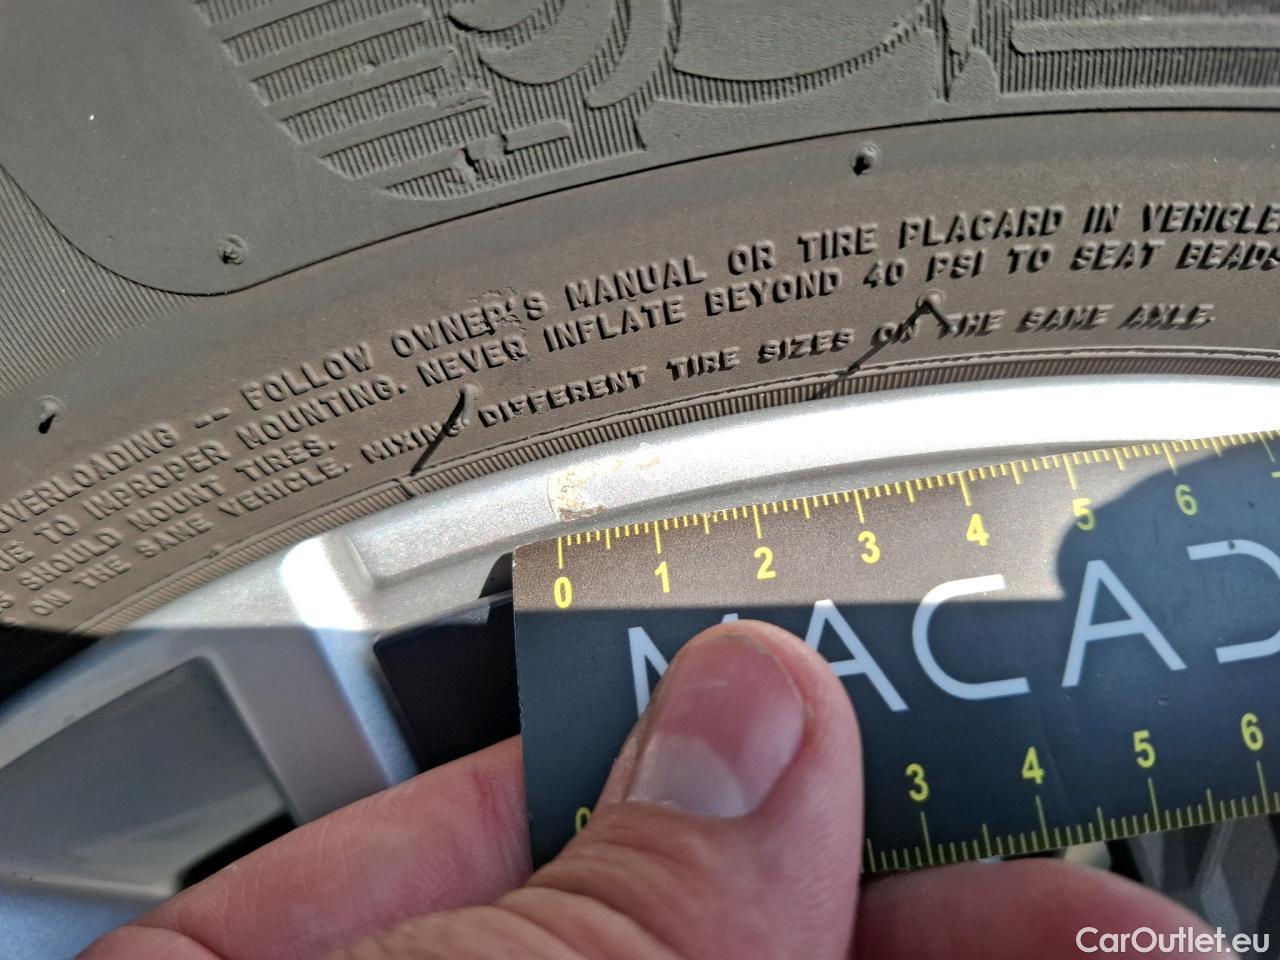 OVERLOADING -- FOLLOW OWNER'S MANUAL OR TIRE PLACARD IN VEHICLE
TO IMPROPER MOUNTING. NEVER INFLATE BEYOND 40 PSI TO SEAT BEADS
SHOULD MOUNT TIRES.
ON THE SAME VEHICLE. MIXING DIFFERENT TIRE SIZES ON THE SAME AXLE.
0 1 2 3 4 5 6
MACAD
0 3 4 5 6
CarOutlet.eu